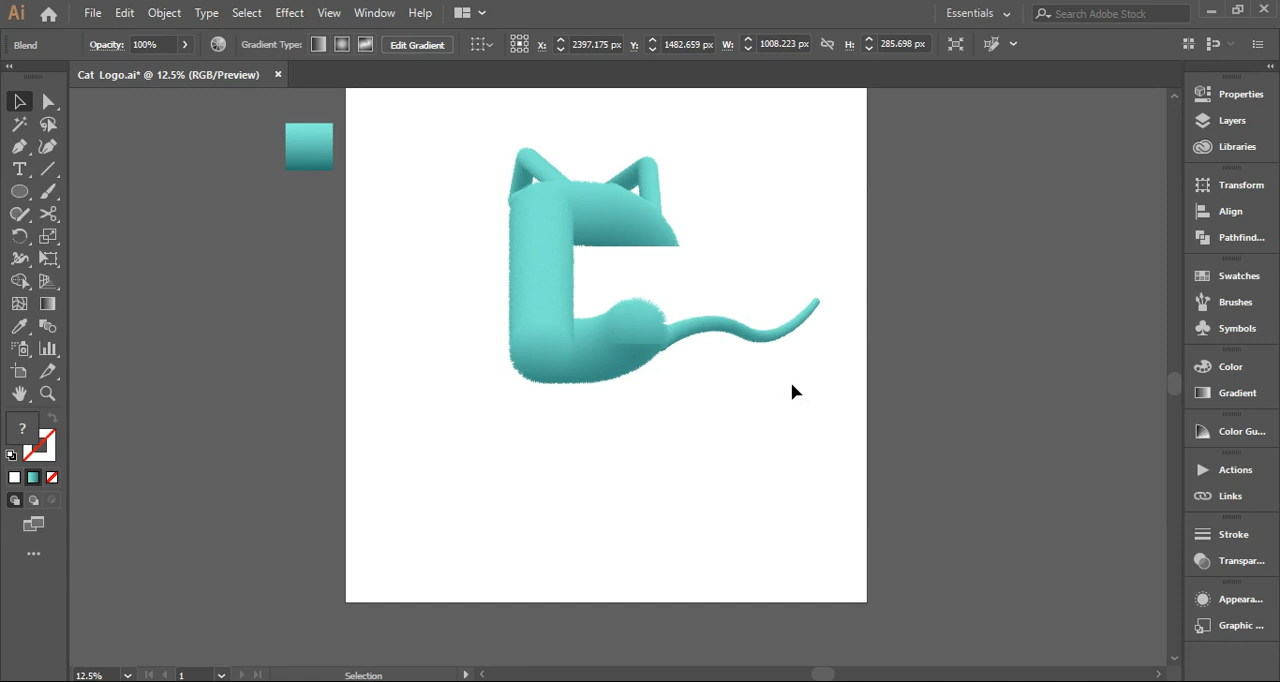 Ai File Edit Object Type Select Effect View Window Help Essentials Search Adobe Stock
Blend Opacity: 100% Gradient Type: Edit Gradient X: 2397.175 px Y: 1482.659 px W: 1008.223 px H: 285.698 px
Cat Logo.ai* @ 12.5% (RGB/Preview) ×
Properties
Layers
Libraries
Transform
Align
Pathfind...
Swatches
Brushes
Symbols
Color
Gradient
Color Gu...
Actions
Links
Stroke
Transpar...
Appeara...
Graphic ...
?
12.5% 1 Selection